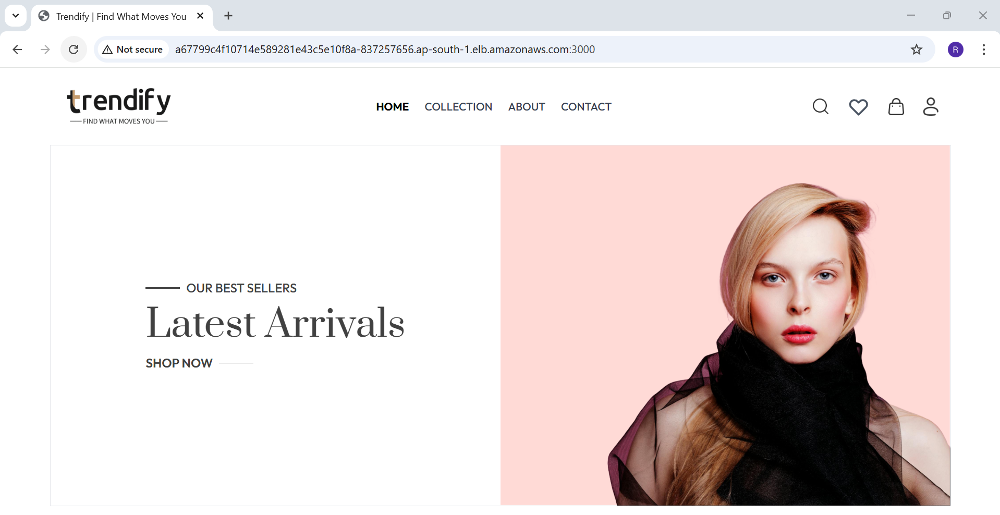 Trendify | Find What Moves You
Not secure
a67799c4f10714e589281e43c5e10f8a-837257656.ap-south-1.elb.amazonaws.com:3000
R
trendify
FIND WHAT MOVES YOU
HOME COLLECTION ABOUT CONTACT
OUR BEST SELLERS
Latest Arrivals
SHOP NOW